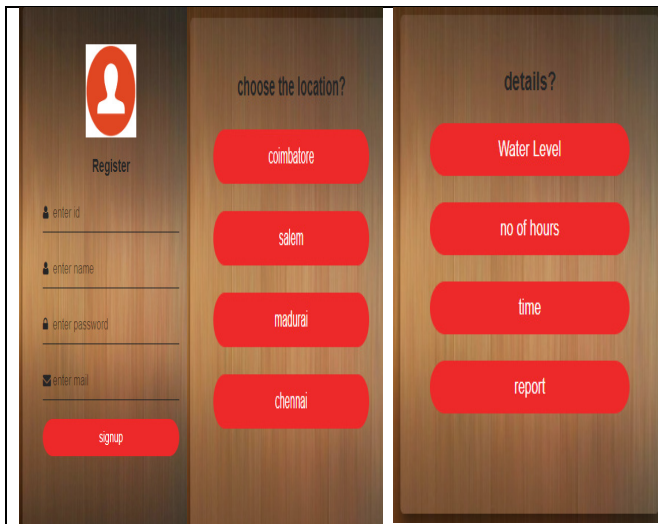 Register
enter id
enter name
enter password
enter mail
signup
choose the location?
coimbatore
salem
madurai
chennai
details?
Water Level
no of hours
time
report